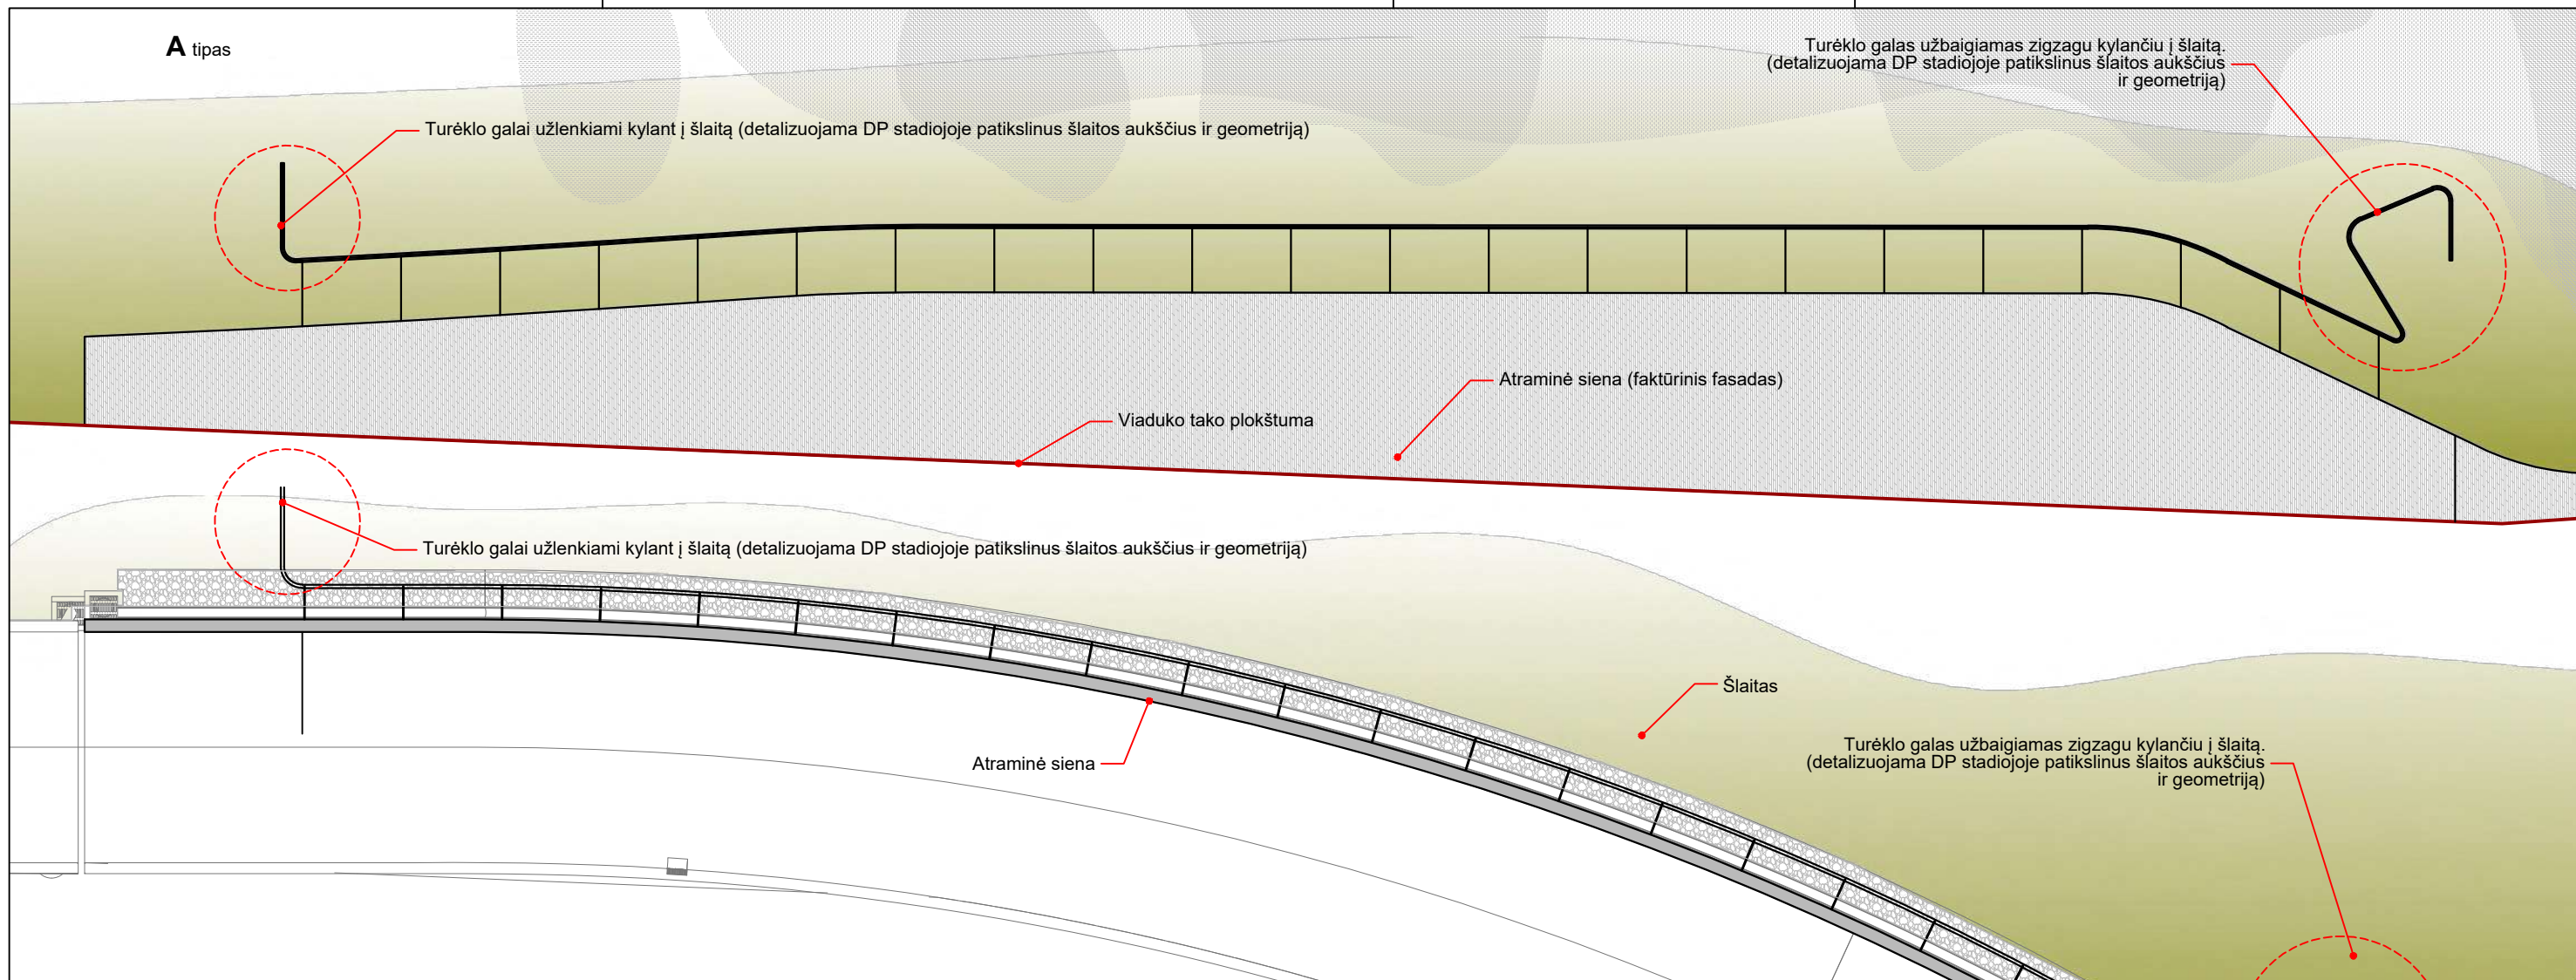 A tipas
Turėklo galas užbaigiamas zigzagu kylančiu į šlaitą.
(detalizuojama DP stadiojoje patikslinus šlaitos aukščius
ir geometriją)
Turėklo galai užlenkiami kylant į šlaitą (detalizuojama DP stadiojoje patikslinus šlaitos aukščius ir geometriją)
Atraminė siena (faktūrinis fasadas)
Viaduko tako plokštuma
Turėklo galai užlenkiami kylant į šlaitą (detalizuojama DP stadiojoje patikslinus šlaitos aukščius ir geometriją)
Šlaitas
Atraminė siena
Turėklo galas užbaigiamas zigzagu kylančiu į šlaitą.
(detalizuojama DP stadiojoje patikslinus šlaitos aukščius
ir geometriją)